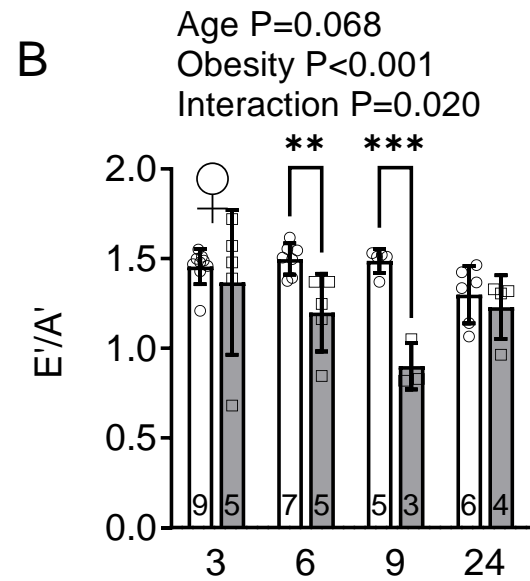 B
Age P=0.068
Obesity P<0.001
Interaction P=0.020
** ***
2.0
1.5
1.0
0.5
0.0
E'/A'
9 5 7 5 5 3 6 4
3 6 9 24